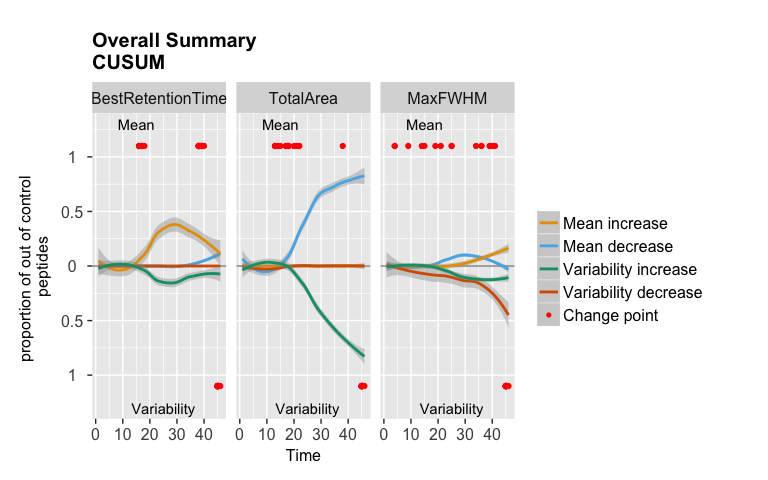 Overall Summary
CUSUM
BestRetentionTime TotalArea MaxFWHM
Mean Mean Mean
1
0.5
0
0.5
1
proportion of out of control
peptides
Variability Variability Variability
0 10 20 30 40 0 10 20 30 40 0 10 20 30 40
Time
Mean increase
Mean decrease
Variability increase
Variability decrease
Change point